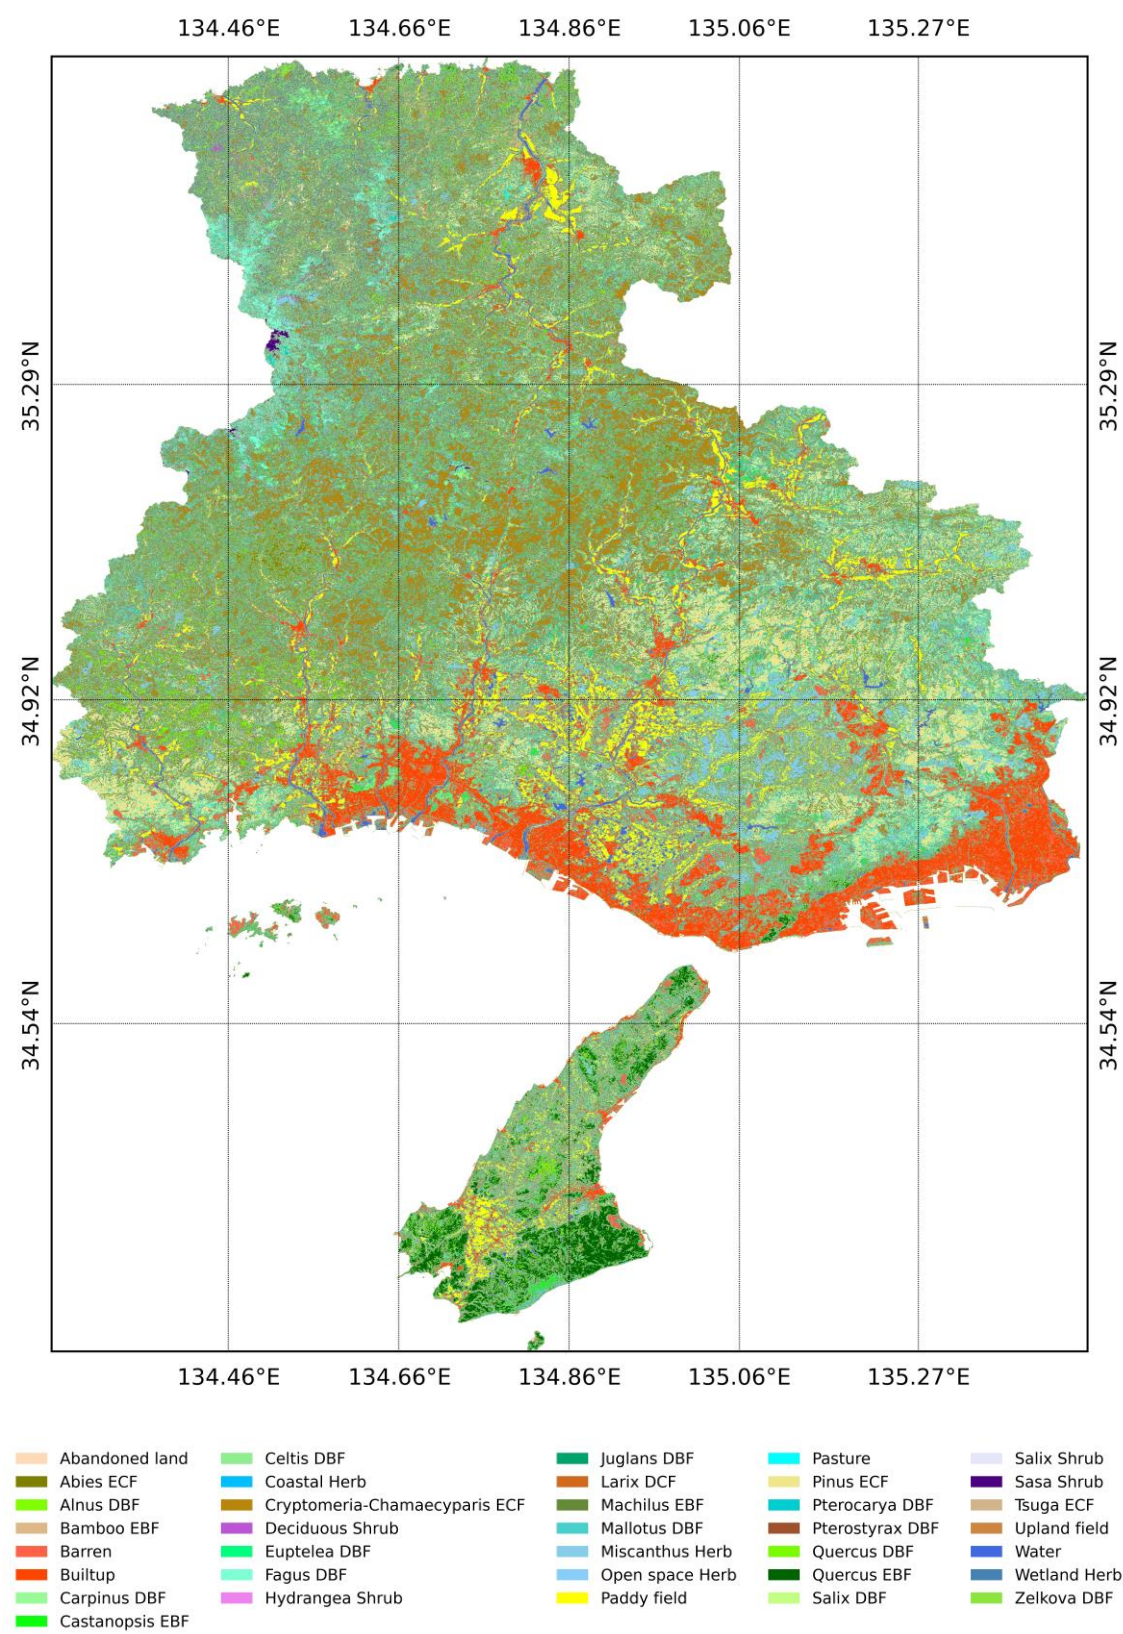 134.46°E 134.66°E 134.86°E 135.06°E 135.27°E
35.29°N 35.29°N
34.92°N 34.92°N
34.54°N 34.54°N
134.46°E 134.66°E 134.86°E 135.06°E 135.27°E
Abandoned land
Abies ECF
Alnus DBF
Bamboo EBF
Barren
Builtup
Carpinus DBF
Castanopsis EBF
Celtis DBF
Coastal Herb
Cryptomeria-Chamaecyparis ECF
Deciduous Shrub
Euptelea DBF
Fagus DBF
Hydrangea Shrub
Juglans DBF
Larix DCF
Machilus EBF
Mallotus DBF
Miscanthus Herb
Open space Herb
Paddy field
Pasture
Pinus ECF
Pterocarya DBF
Pterostyrax DBF
Quercus DBF
Quercus EBF
Salix DBF
Salix Shrub
Sasa Shrub
Tsuga ECF
Upland field
Water
Wetland Herb
Zelkova DBF